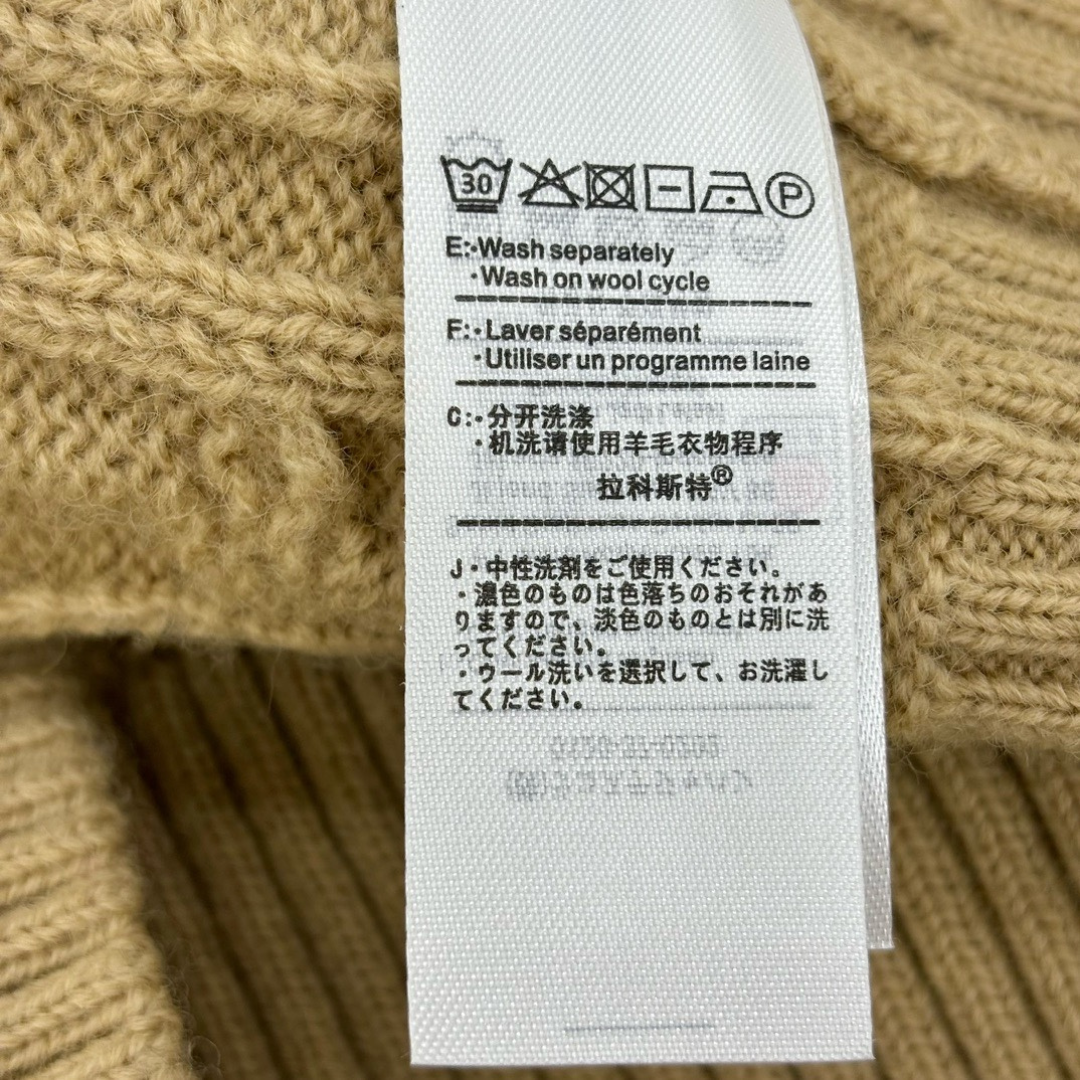 30 P
E:·Wash separately
·Wash on wool cycle
F:·Laver séparément
·Utiliser un programme laine
C:·分开洗涤
·机洗请使用羊毛衣物程序
拉科斯特®
J·中性洗剤をご使用ください。
·濃色のものは色落ちのおそれがあ
りますので、淡色のものとは別に洗
ってください。
·ウール洗いを選択して、お洗濯し
てください。